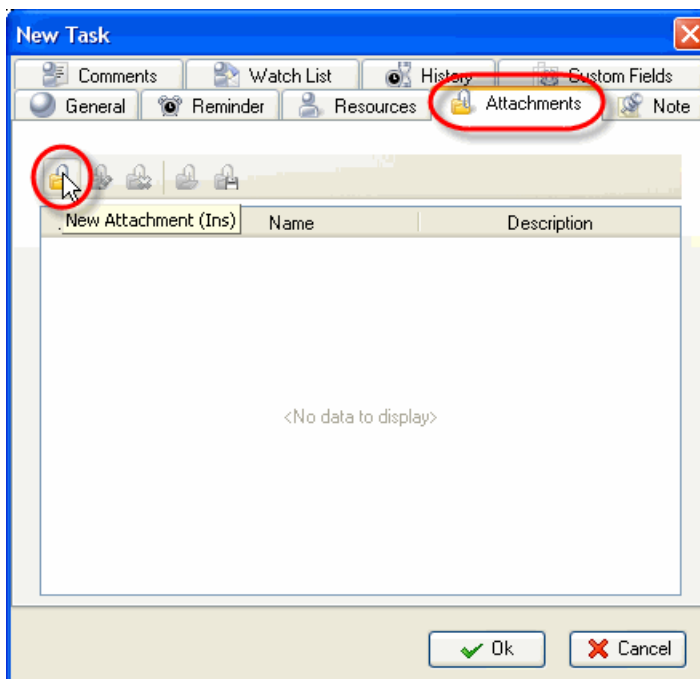 New Task
Comments Watch List History Custom Fields
General Reminder Resources Attachments Note
New Attachment (Ins) Name Description
<No data to display>
Ok Cancel